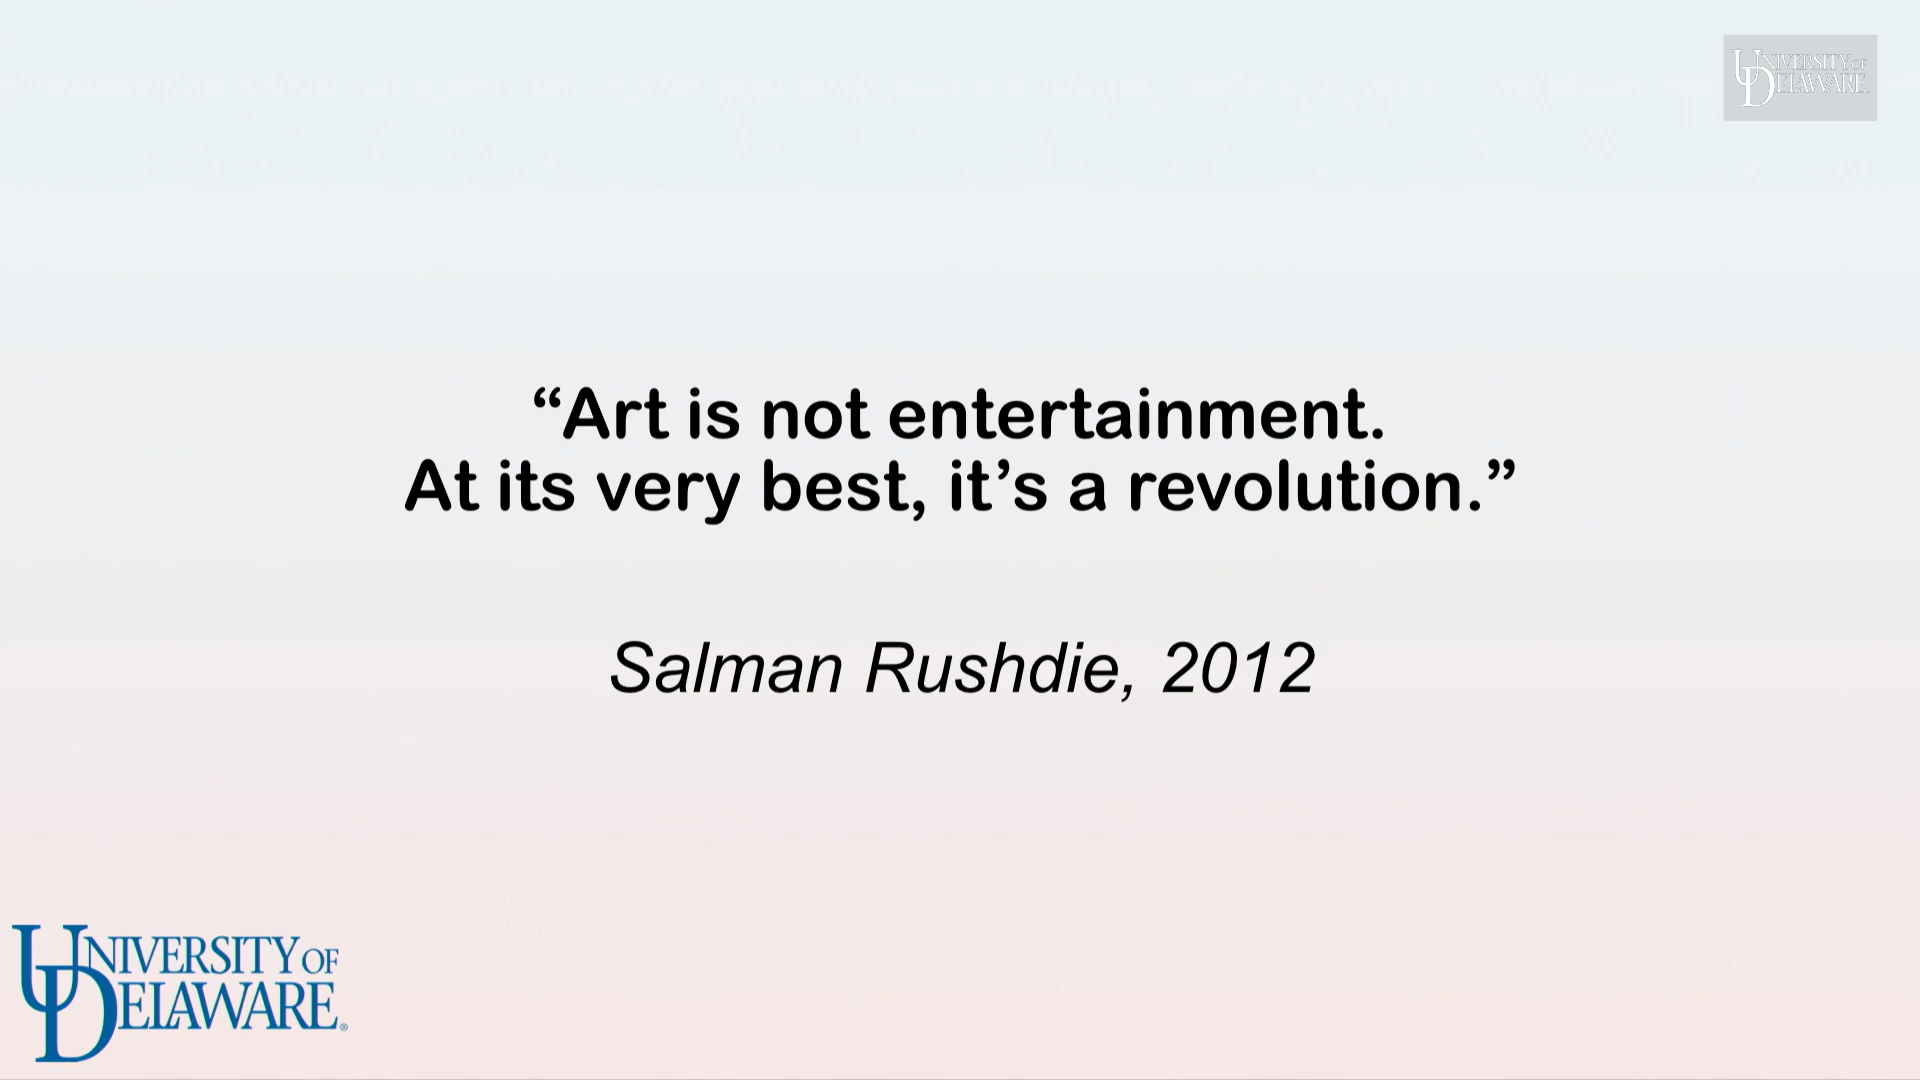 UNIVERSITY OF
DELAWARE
“Art is not entertainment.
At its very best, it’s a revolution.”
Salman Rushdie, 2012
UNIVERSITY OF
DELAWARE®